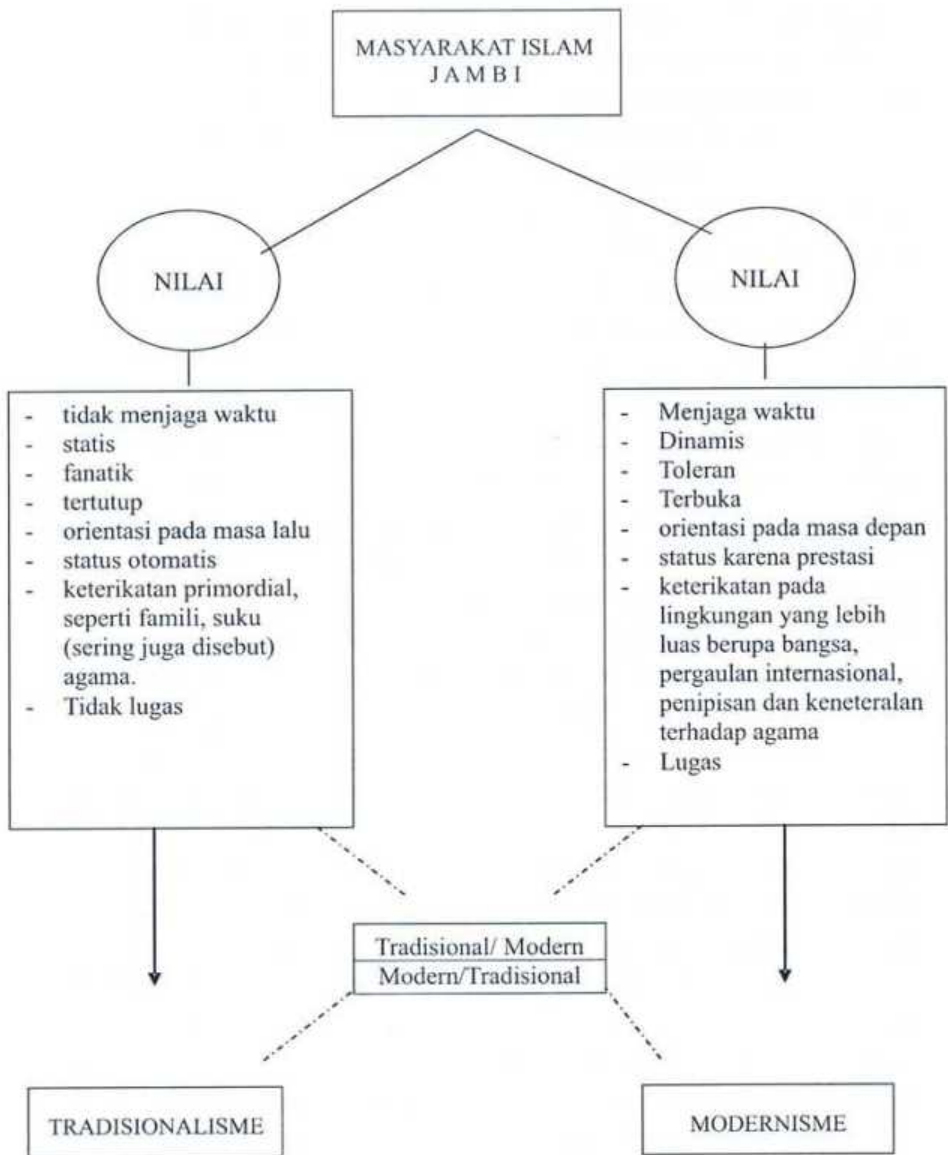 MASYARAKAT ISLAM
J A M B I
NILAI
- tidak menjaga waktu
- statis
- fanatik
- tertutup
- orientasi pada masa lalu
- status otomatis
- keterikatan primordial,
seperti famili, suku
(sering juga disebut)
agama.
- Tidak lugas
NILAI
- Menjaga waktu
- Dinamis
- Toleran
- Terbuka
- orientasi pada masa depan
- status karena prestasi
- keterikatan pada
lingkungan yang lebih
luas berupa bangsa,
pergaulan internasional,
penipisan dan keneteralan
terhadap agama
- Lugas
Tradisional/ Modern
Modern/Tradisional
TRADISIONALISME
MODERNISME